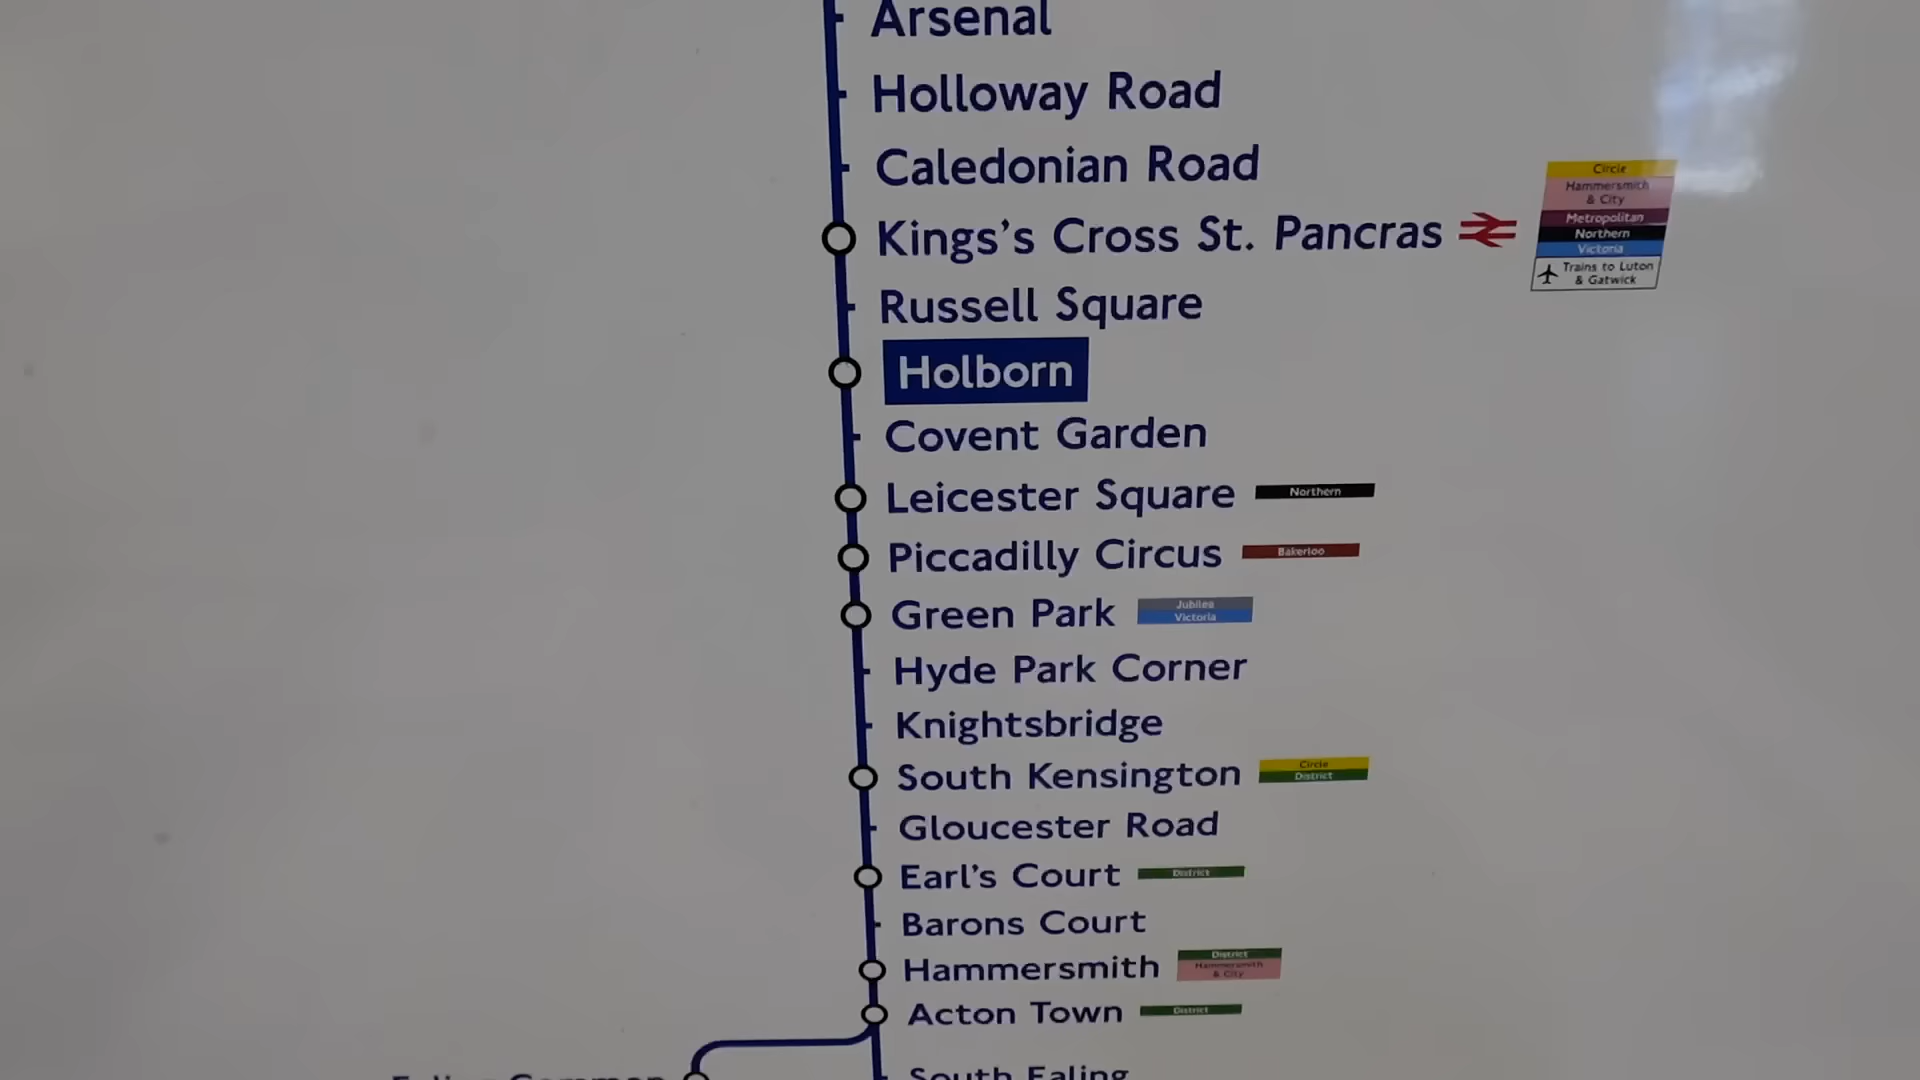 Arsenal
Holloway Road
Caledonian Road
Kings's Cross St. Pancras
Circle
Hammersmith
& City
Metropolitan
Northern
Victoria
Trains to Luton
& Gatwick
Russell Square
Holborn
Covent Garden
Leicester Square
Northern
Piccadilly Circus
Bakerloo
Green Park
Jubilee
Victoria
Hyde Park Corner
Knightsbridge
South Kensington
Circle
District
Gloucester Road
Earl's Court
District
Barons Court
Hammersmith
District
Hammersmith
& City
Acton Town
District
South Ealing
Ealing Common